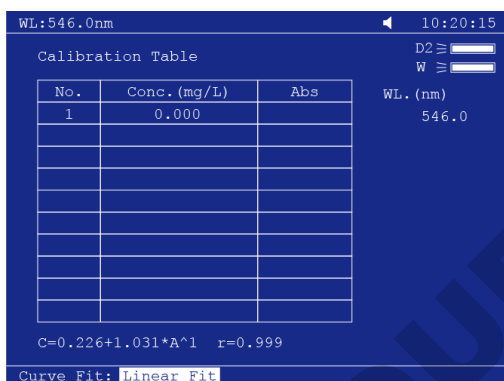 WL:546.0nm 10:20:15
Calibration Table
D2
W
No. Conc.(mg/L) Abs
1 0.000
WL.(nm)
546.0
C=0.226+1.031*A^1 r=0.999
Curve Fit: Linear Fit